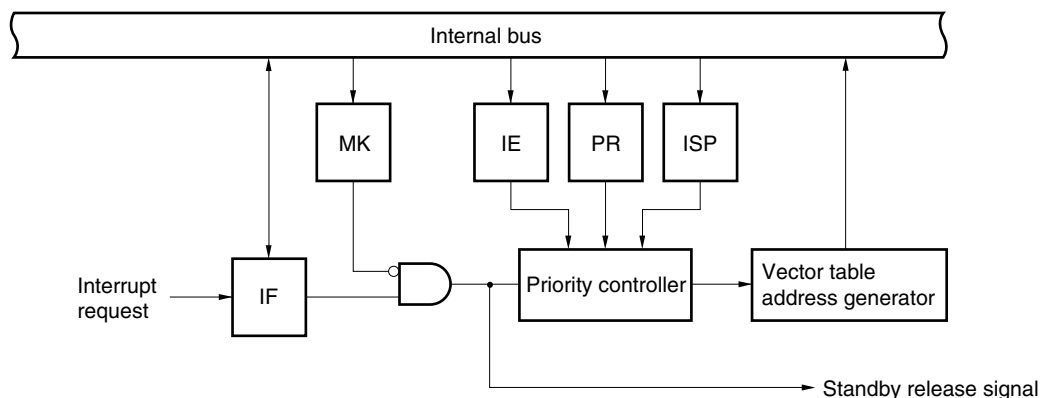 Internal bus
MK
IE
PR
ISP
Interrupt
request
IF
Priority controller
Vector table
address generator
Standby release signal